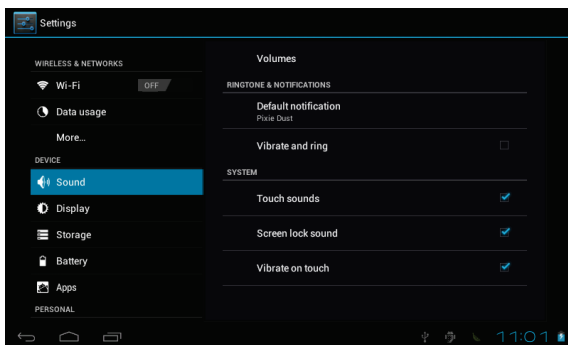 Settings
WIRELESS & NETWORKS
Wi-Fi OFF
Data usage
More...
DEVICE
Sound
Display
Storage
Battery
Apps
PERSONAL
Volumes
RINGTONE & NOTIFICATIONS
Default notification
Pixie Dust
Vibrate and ring
SYSTEM
Touch sounds
Screen lock sound
Vibrate on touch
11:01